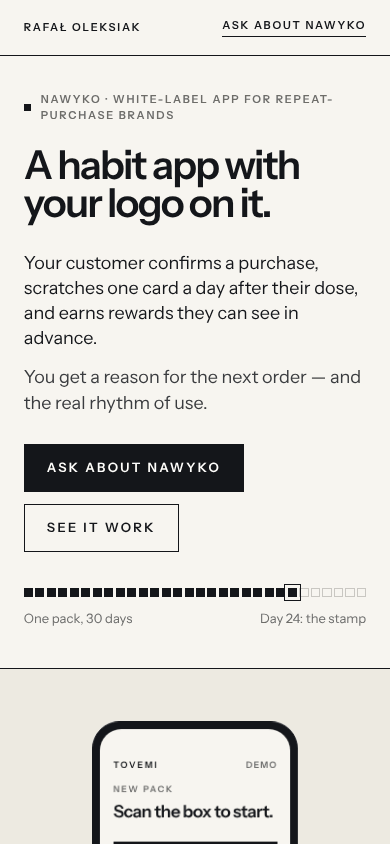 RAFAŁ OLEKSIAK
ASK ABOUT NAWYKO
NAWYKO · WHITE-LABEL APP FOR REPEAT-
PURCHASE BRANDS
A habit app with
your logo on it.
Your customer confirms a purchase,
scratches one card a day after their dose,
and earns rewards they can see in
advance.
You get a reason for the next order — and
the real rhythm of use.
ASK ABOUT NAWYKO
SEE IT WORK
One pack, 30 days
Day 24: the stamp
TOVEMI
DEMO
NEW PACK
Scan the box to start.